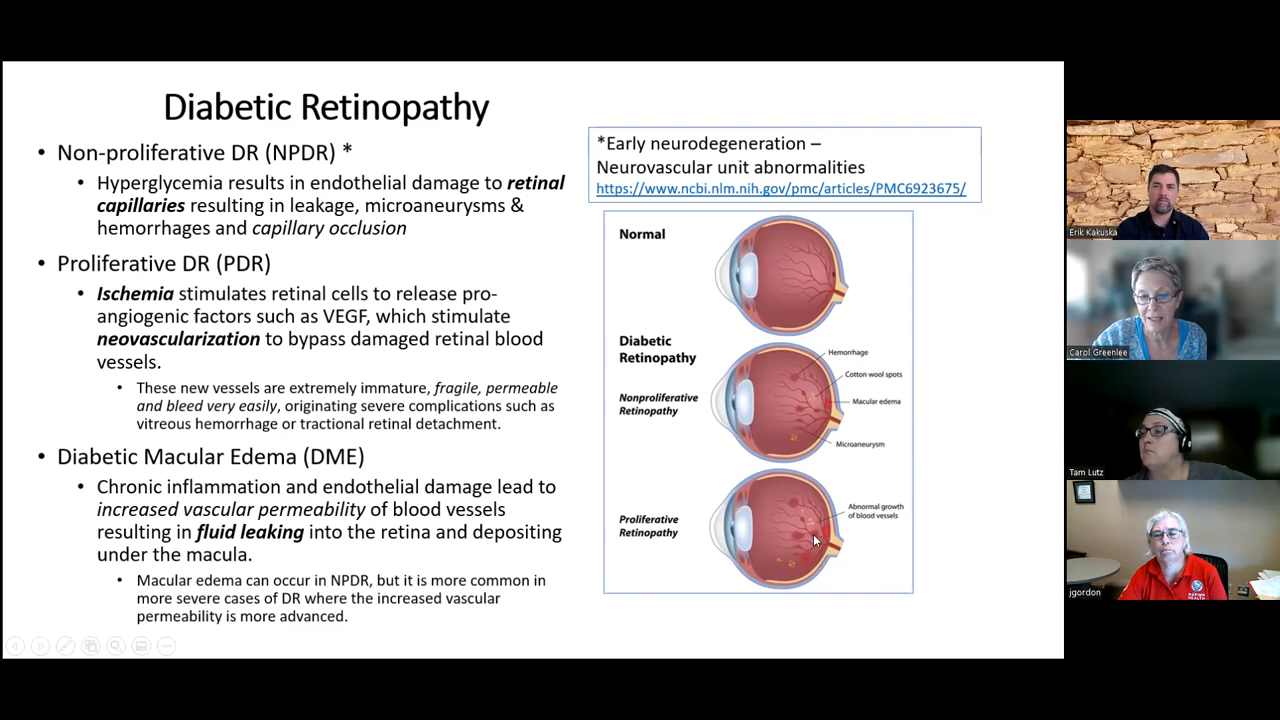 Diabetic Retinopathy
• Non-proliferative DR (NPDR) *
• Hyperglycemia results in endothelial damage to retinal
capillaries resulting in leakage, microaneurysms &
hemorrhages and capillary occlusion
• Proliferative DR (PDR)
• Ischemia stimulates retinal cells to release pro-
angiogenic factors such as VEGF, which stimulate
neovascularization to bypass damaged retinal blood
vessels.
• These new vessels are extremely immature, fragile, permeable
and bleed very easily, originating severe complications such as
vitreous hemorrhage or tractional retinal detachment.
• Diabetic Macular Edema (DME)
• Chronic inflammation and endothelial damage lead to
increased vascular permeability of blood vessels
resulting in fluid leaking into the retina and depositing
under the macula.
• Macular edema can occur in NPDR, but it is more common in
more severe cases of DR where the increased vascular
permeability is more advanced.
*Early neurodegeneration –
Neurovascular unit abnormalities
https://www.ncbi.nlm.nih.gov/pmc/articles/PMC6923675/
Normal
Diabetic
Retinopathy
Nonproliferative
Retinopathy
Hemorrhage
Cotton wool spots
Macular edema
Microaneurysm
Proliferative
Retinopathy
Abnormal growth
of blood vessels
Erik Kakuska
Carol Greenlee
Tam Lutz
jgordon